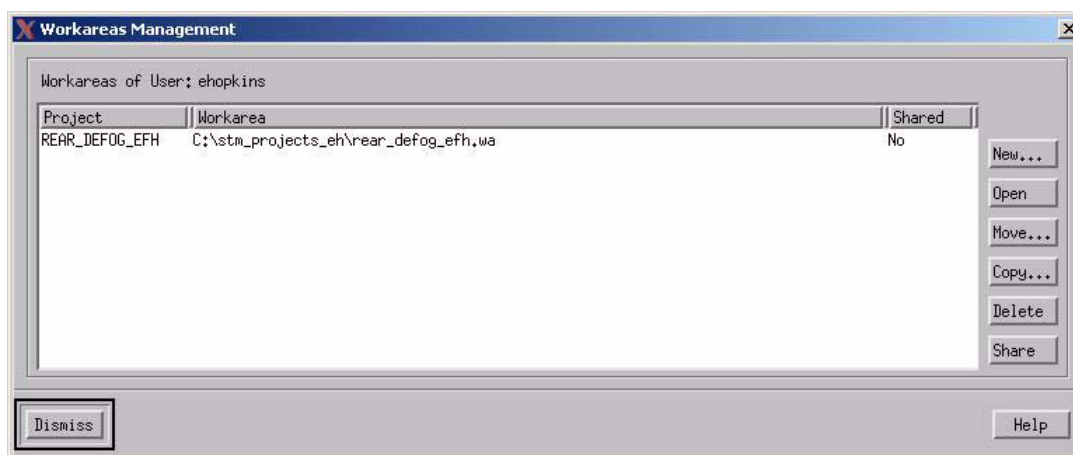 Workareas Management
Workareas of User: ehopkins
Project Workarea Shared
REAR_DEFOG_EFH C:\stm_projects_eh\rear_defog_efh.wa No
New...
Open
Move...
Copy...
Delete
Share
Dismiss Help